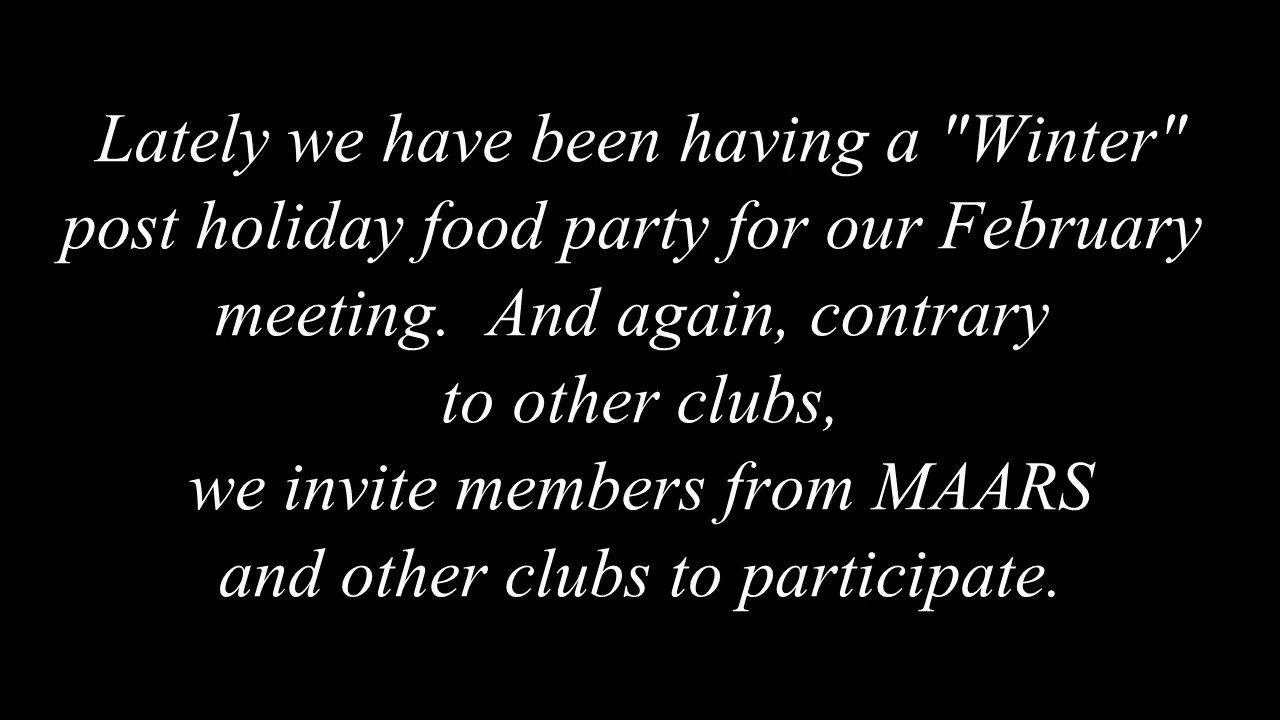 Lately we have been having a "Winter"
post holiday food party for our February
meeting.  And again, contrary
to other clubs,
we invite members from MAARS
and other clubs to participate.